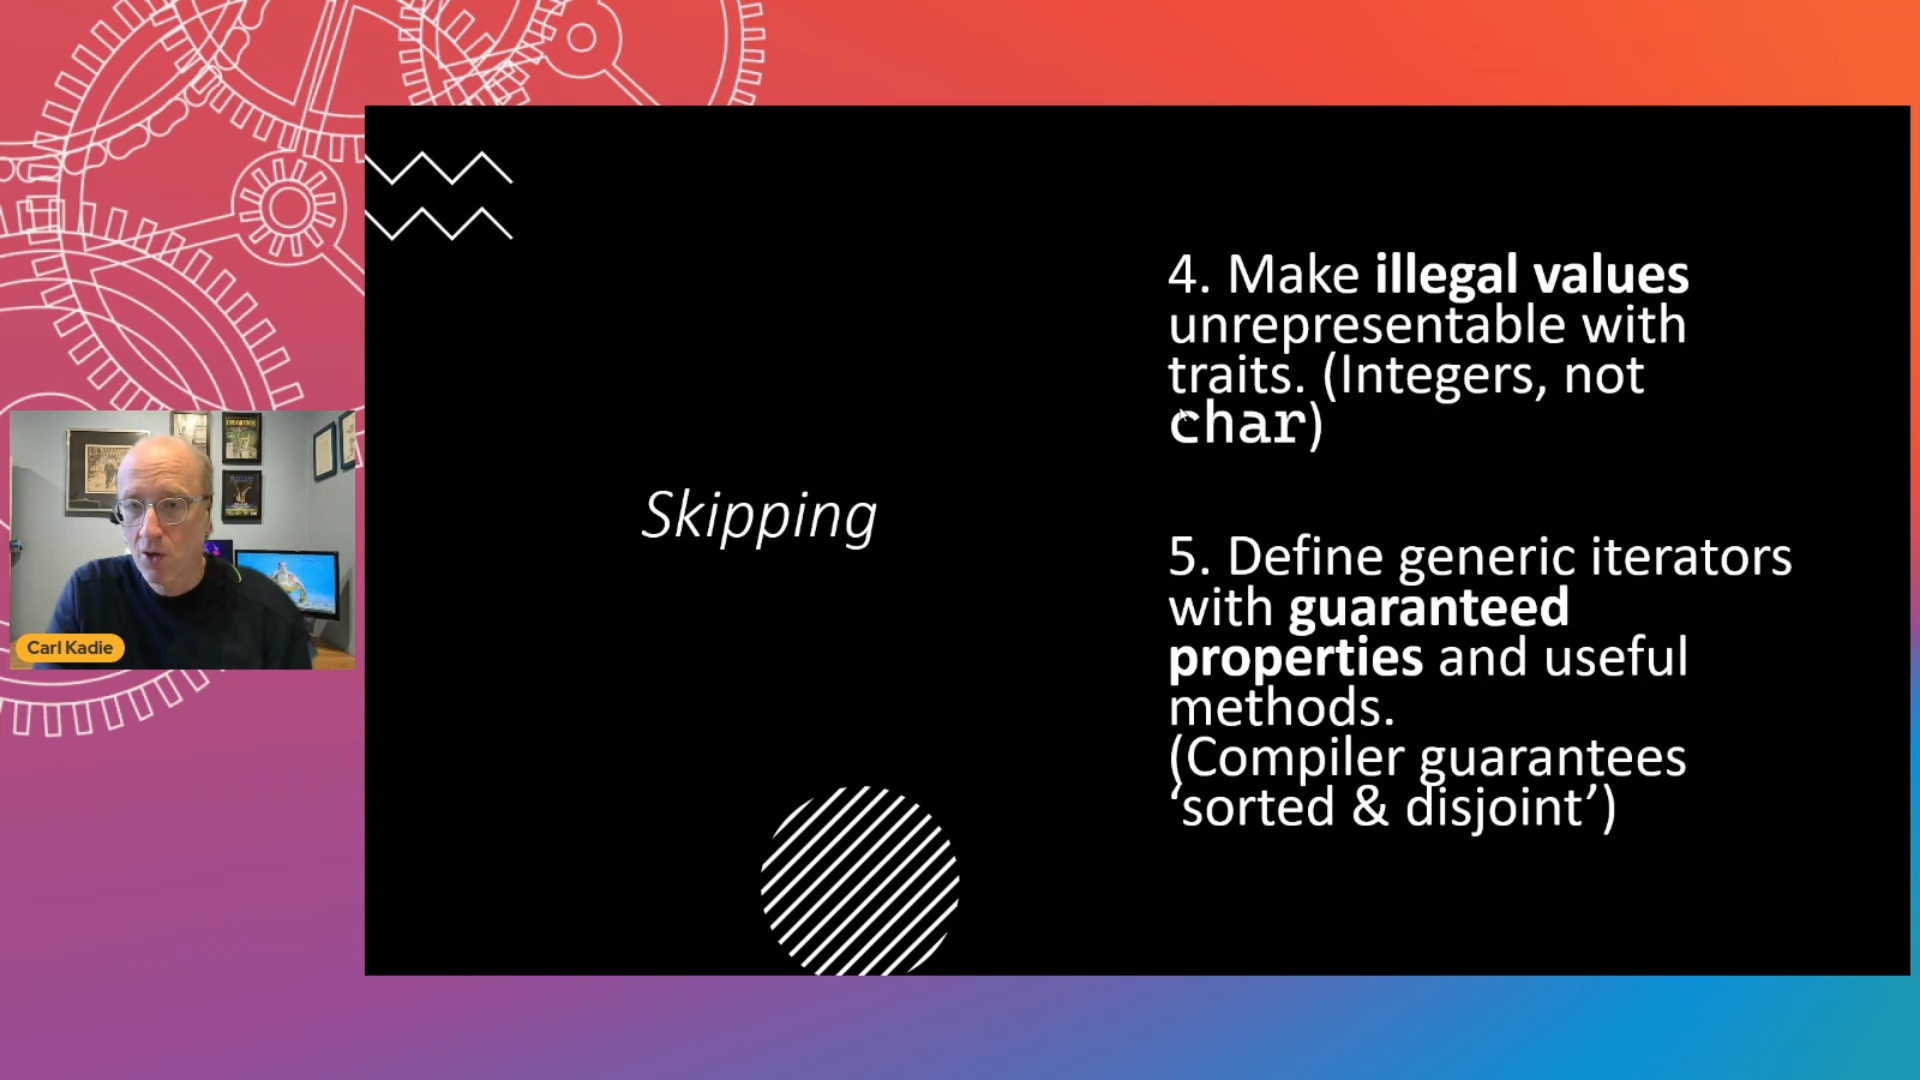 Skipping
4. Make illegal values
unrepresentable with
traits. (Integers, not
char)
5. Define generic iterators
with guaranteed
properties and useful
methods.
(Compiler guarantees
‘sorted & disjoint’)
Carl Kadie